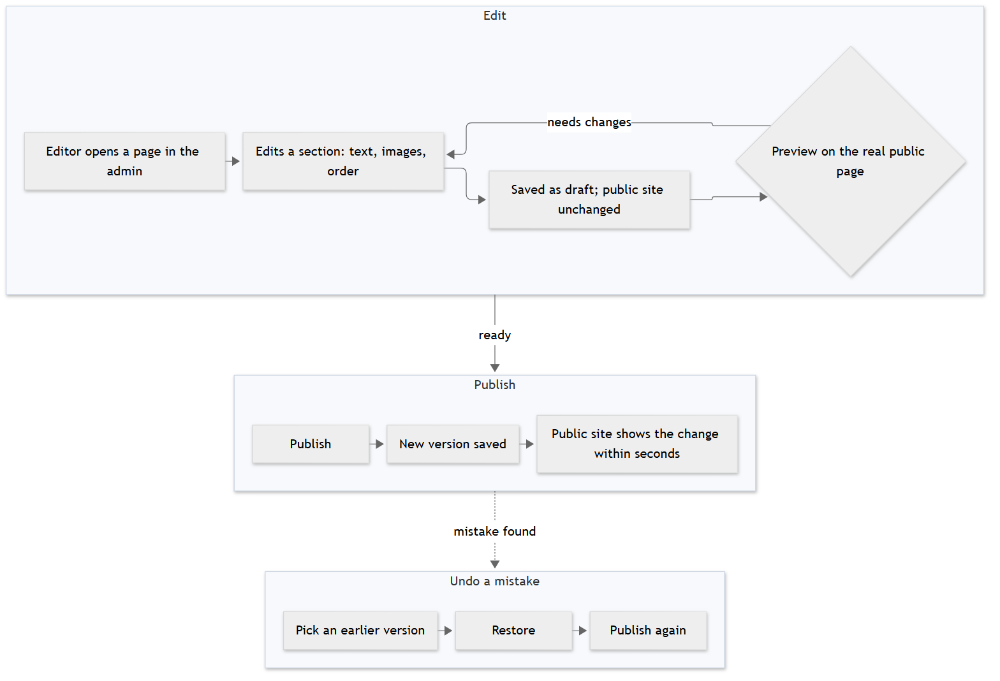 Edit
needs changes
Editor opens a page in the
admin
Edits a section: text, images,
order
Saved as draft; public site
unchanged
Preview on the real public
page
ready
Publish
Publish
New version saved
Public site shows the change
within seconds
mistake found
Undo a mistake
Pick an earlier version
Restore
Publish again